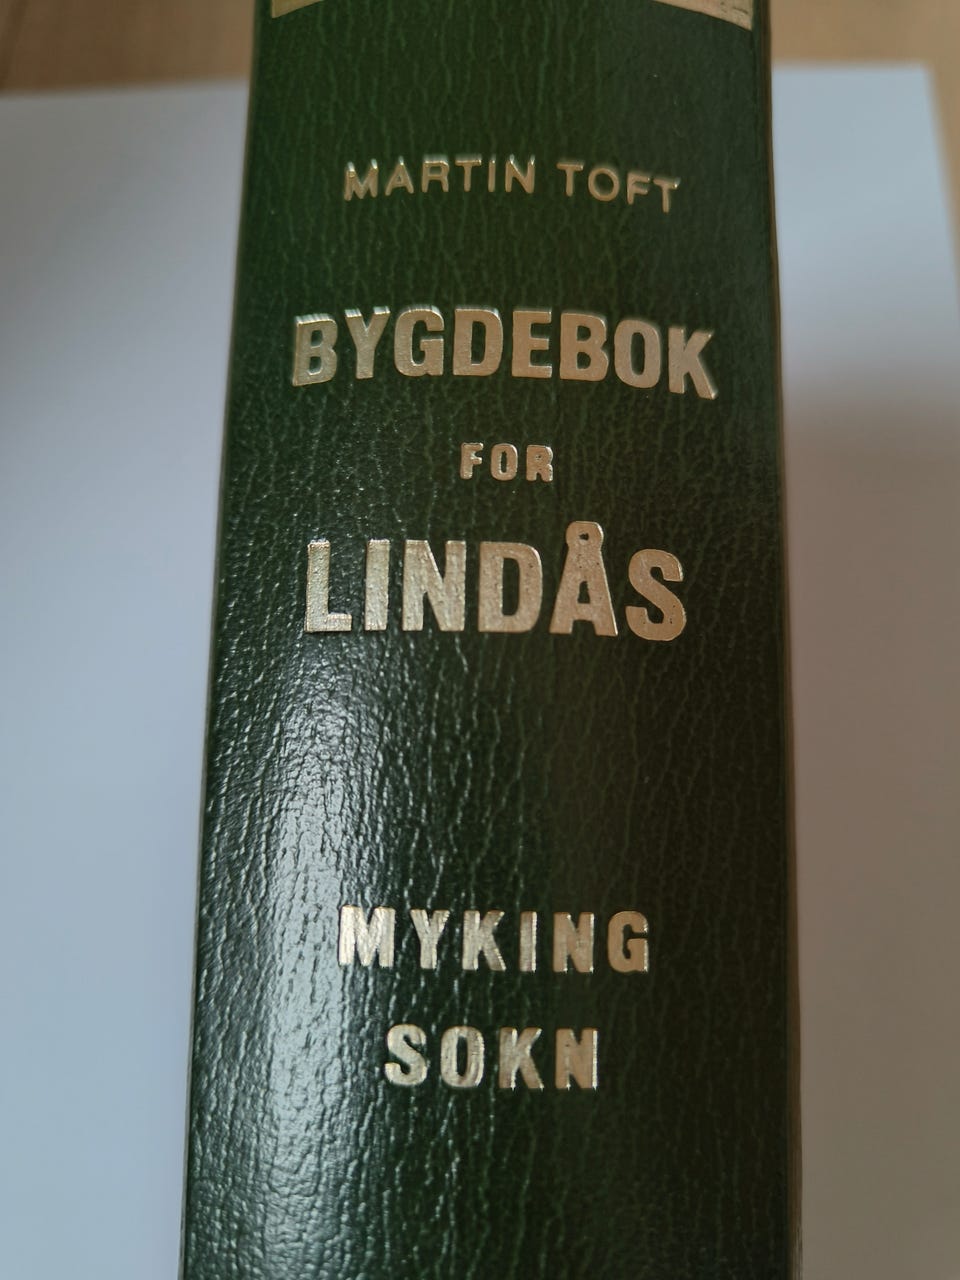 MARTIN TOFT
BYGDEBOK
FOR
LINDÅS
MYKING
SOKN